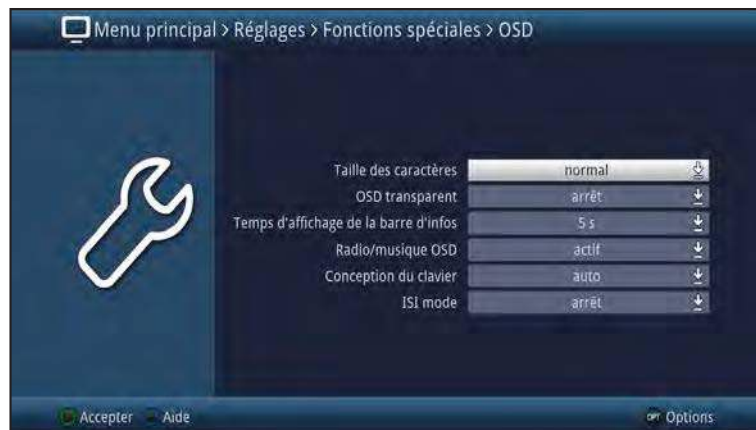 Menu principal > Réglages > Fonctions spéciales > OSD
Taille des caractères normal
OSD transparent arrêt
Temps d'affichage de la barre d'infos 5 s
Radio/musique OSD actif
Conception du clavier auto
ISI mode arrêt
Accepter Aide OPT Options